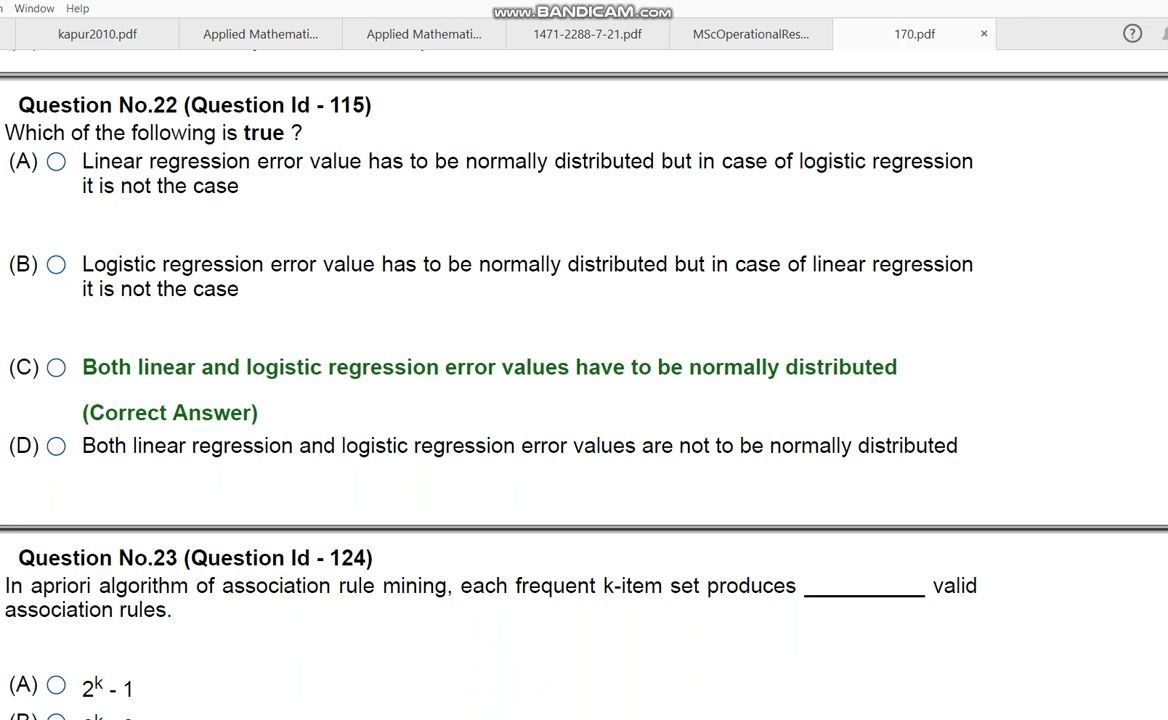 Window Help
www.BANDICAM.com
kapur2010.pdf Applied Mathemati... Applied Mathemati... 1471-2288-7-21.pdf MScOperationalRes... 170.pdf × ?
Question No.22 (Question Id - 115)
Which of the following is true ?
(A) Linear regression error value has to be normally distributed but in case of logistic regression
it is not the case
(B) Logistic regression error value has to be normally distributed but in case of linear regression
it is not the case
(C) Both linear and logistic regression error values have to be normally distributed
(Correct Answer)
(D) Both linear regression and logistic regression error values are not to be normally distributed
Question No.23 (Question Id - 124)
In apriori algorithm of association rule mining, each frequent k-item set produces __________ valid
association rules.
(A) 2ᵏ - 1